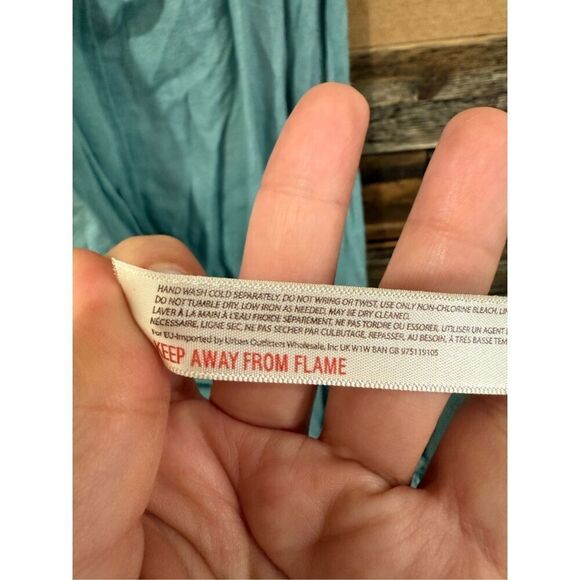 HAND WASH COLD SEPARATELY, DO NOT WRING OR TWIST, USE ONLY NON-CHLORINE BLEACH, LIN
DO NOT TUMBLE DRY, LOW IRON AS NEEDED, MAY BE DRY CLEANED.
LAVER À LA MAIN À L'EAU FROIDE SÉPARÉMENT, NE PAS TORDU OU ESSORER, UTILISER UN AGENT
NÉCESSAIRE, LIGNE SEC, NE PAS SECHER PAR CULBUTAGE, REPASSER, AU BESOIN, À TRÈS BASSE TEM
For EU-Imported by Urban Outfitters Wholesale, Inc UK W1W 8AN GB 975119105
KEEP AWAY FROM FLAME